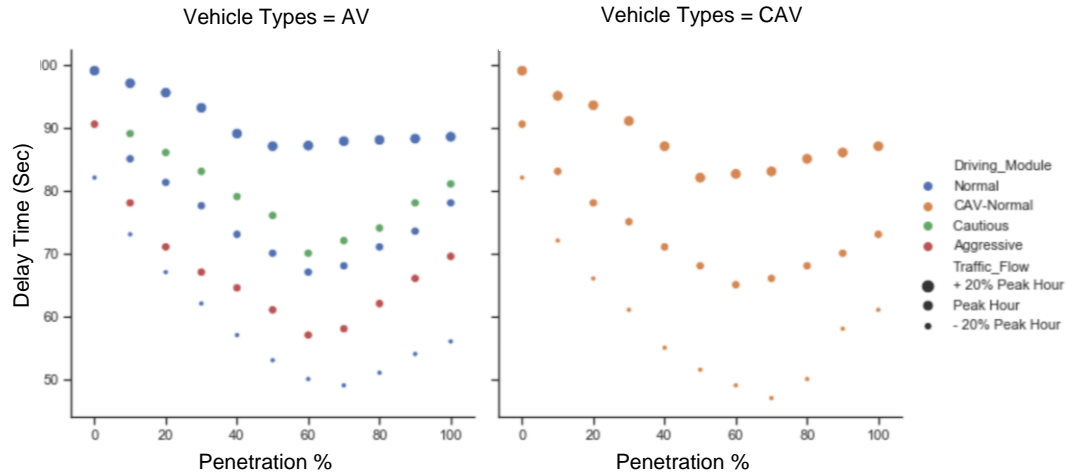 Vehicle Types = AV
Vehicle Types = CAV
Delay Time (Sec)
00
90
80
70
60
50
0 20 40 60 80 100
0 20 40 60 80 100
Penetration %
Penetration %
Driving_Module
Normal
CAV-Normal
Cautious
Aggressive
Traffic_Flow
+ 20% Peak Hour
Peak Hour
- 20% Peak Hour